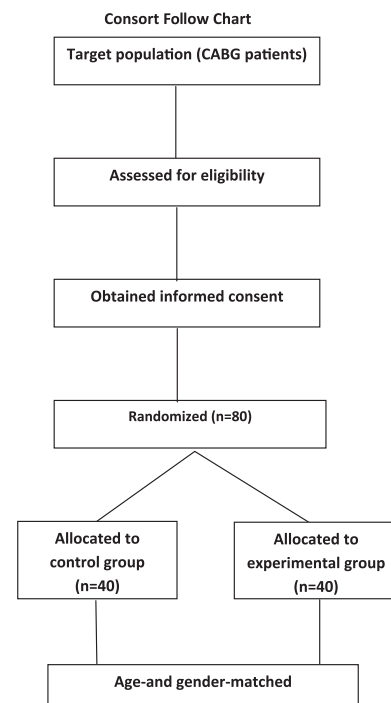 Consort Follow Chart
Target population (CABG patients)
Assessed for eligibility
Obtained informed consent
Randomized (n=80)
Allocated to
control group
(n=40)
Allocated to
experimental group
(n=40)
Age-and gender-matched